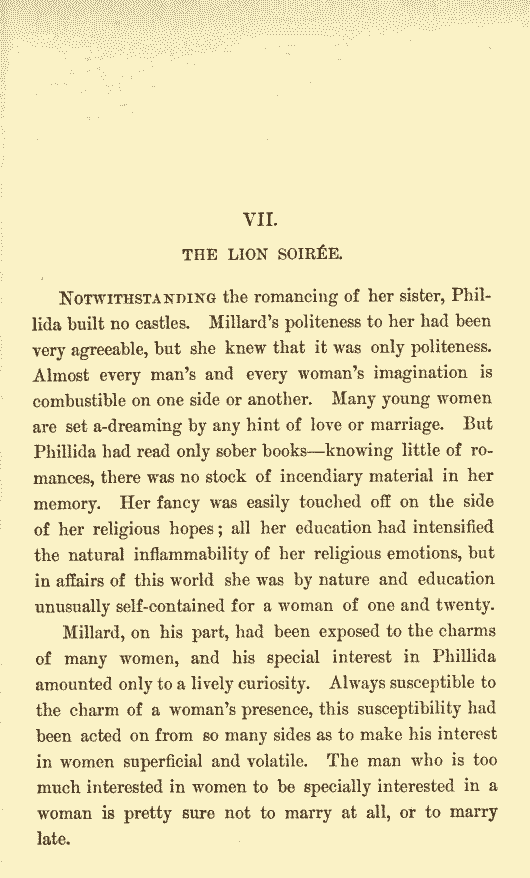 VII.
THE LION SOIRÉE.
Notwithstanding the romancing of her sister, Phil-
lida built no castles. Millard's politeness to her had been
very agreeable, but she knew that it was only politeness.
Almost every man's and every woman's imagination is
combustible on one side or another. Many young women
are set a-dreaming by any hint of love or marriage. But
Phillida had read only sober books—knowing little of ro-
mances, there was no stock of incendiary material in her
memory. Her fancy was easily touched off on the side
of her religious hopes; all her education had intensified
the natural inflammability of her religious emotions, but
in affairs of this world she was by nature and education
unusually self-contained for a woman of one and twenty.
Millard, on his part, had been exposed to the charms
of many women, and his special interest in Phillida
amounted only to a lively curiosity. Always susceptible to
the charm of a woman's presence, this susceptibility had
been acted on from so many sides as to make his interest
in women superficial and volatile. The man who is too
much interested in women to be specially interested in a
woman is pretty sure not to marry at all, or to marry
late.